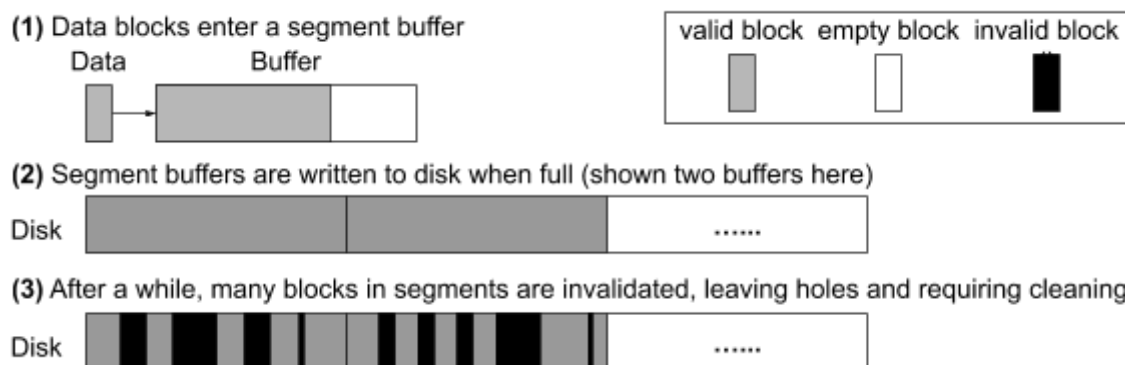 (1) Data blocks enter a segment buffer
valid block empty block invalid block
Data Buffer
(2) Segment buffers are written to disk when full (shown two buffers here)
Disk ......
(3) After a while, many blocks in segments are invalidated, leaving holes and requiring cleaning
Disk ......